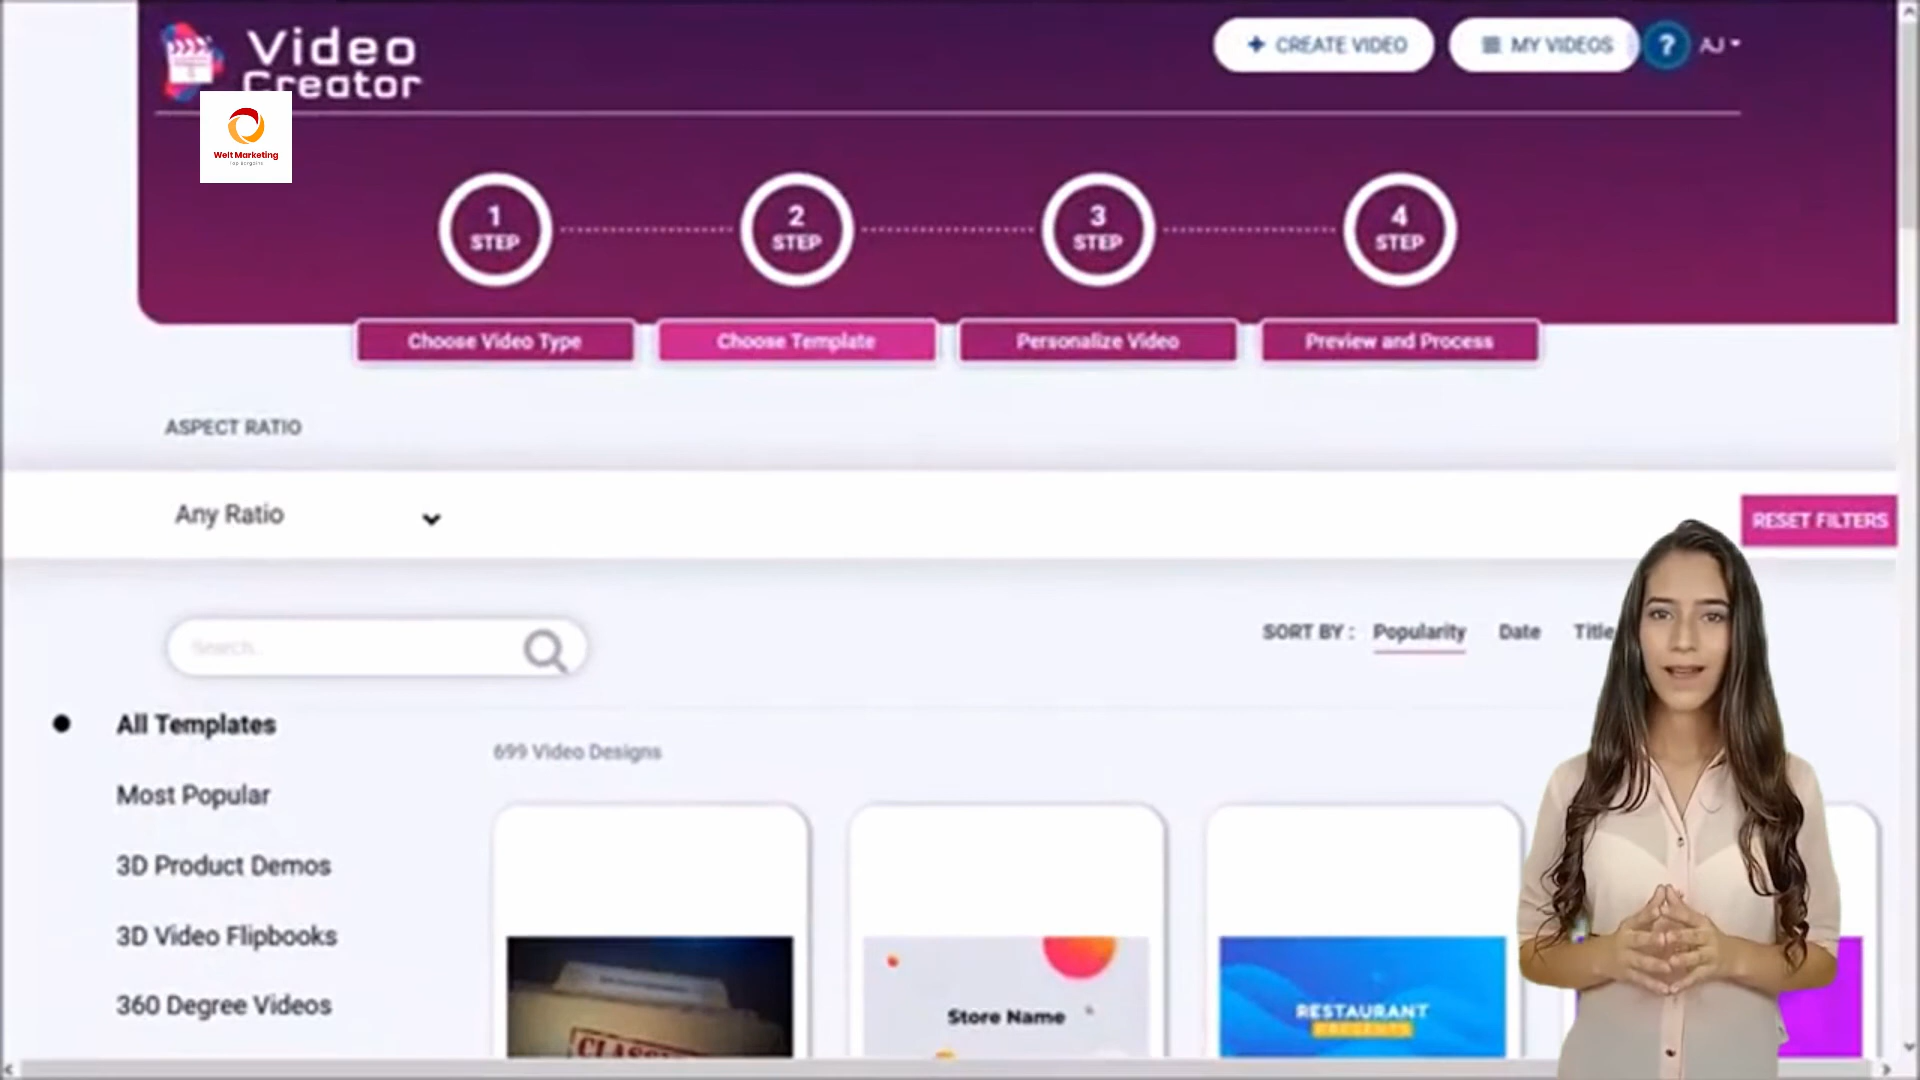 Video
Creator
CREATE VIDEO
MY VIDEOS
?
AJ
Welt Marketing
1
STEP
2
STEP
3
STEP
4
STEP
Choose Video Type
Choose Template
Personalize Video
Preview and Process
ASPECT RATIO
Any Ratio
RESET FILTERS
Search..
SORT BY :
Popularity
Date
Title
All Templates
699 Video Designs
Most Popular
3D Product Demos
3D Video Flipbooks
360 Degree Videos
Store Name
RESTAURANT